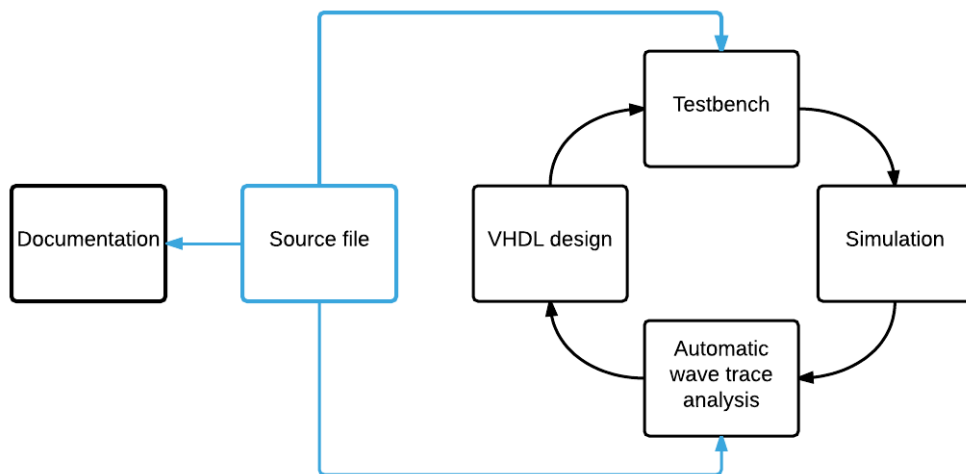 Testbench
Documentation
Source file
VHDL design
Simulation
Automatic
wave trace
analysis